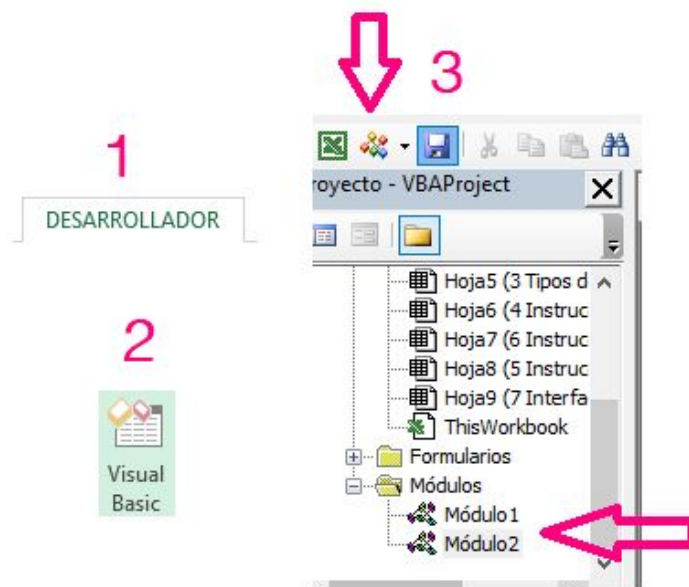 1
DESARROLLADOR
2
Visual
Basic
3
royecto - VBAProject
Hoja5 (3 Tipos d
Hoja6 (4 Instruc
Hoja7 (6 Instruc
Hoja8 (5 Instruc
Hoja9 (7 Interfa
ThisWorkbook
Formularios
Módulos
Módulo1
Módulo2